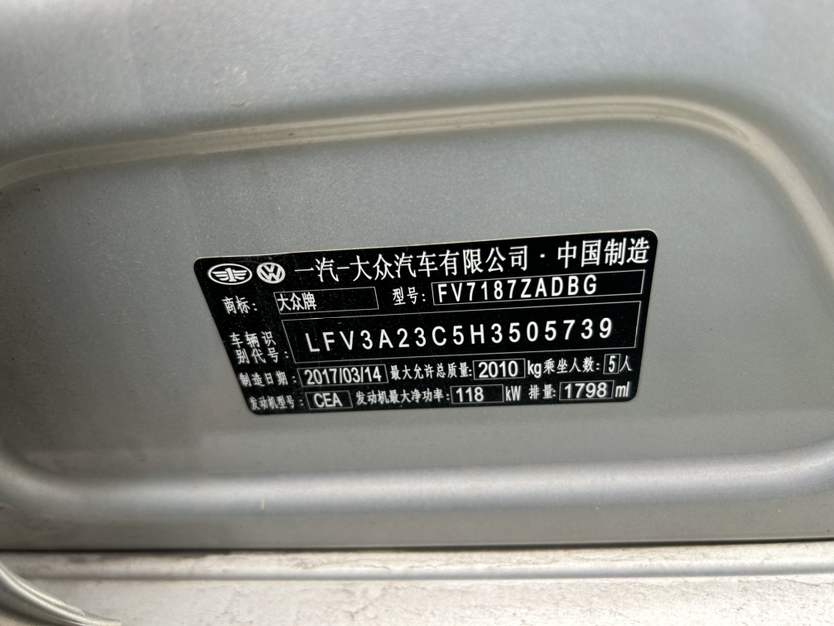 一汽-大众汽车有限公司·中国制造
商标: 大众牌 型号: FV7187ZADBG
车辆识别代号: LFV3A23C5H3505739
制造日期: 2017/03/14 最大允许总质量: 2010 kg 乘坐人数: 5 人
发动机型号: CEA 发动机最大净功率: 118 kW 排量: 1798 ml